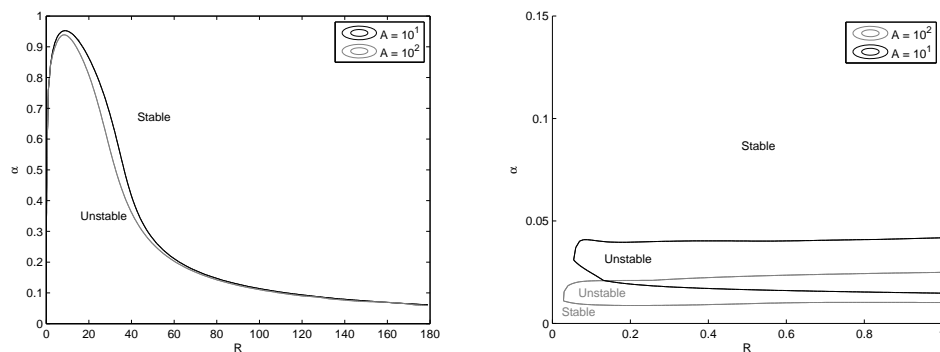 A = 10^1
A = 10^2
Stable
Unstable
1
0.9
0.8
0.7
0.6
0.5
0.4
0.3
0.2
0.1
0
α
0 20 40 60 80 100 120 140 160 180
R
A = 10^2
A = 10^1
Stable
Unstable
Unstable
Stable
0.15
0.1
0.05
0
α
0 0.2 0.4 0.6 0.8
R